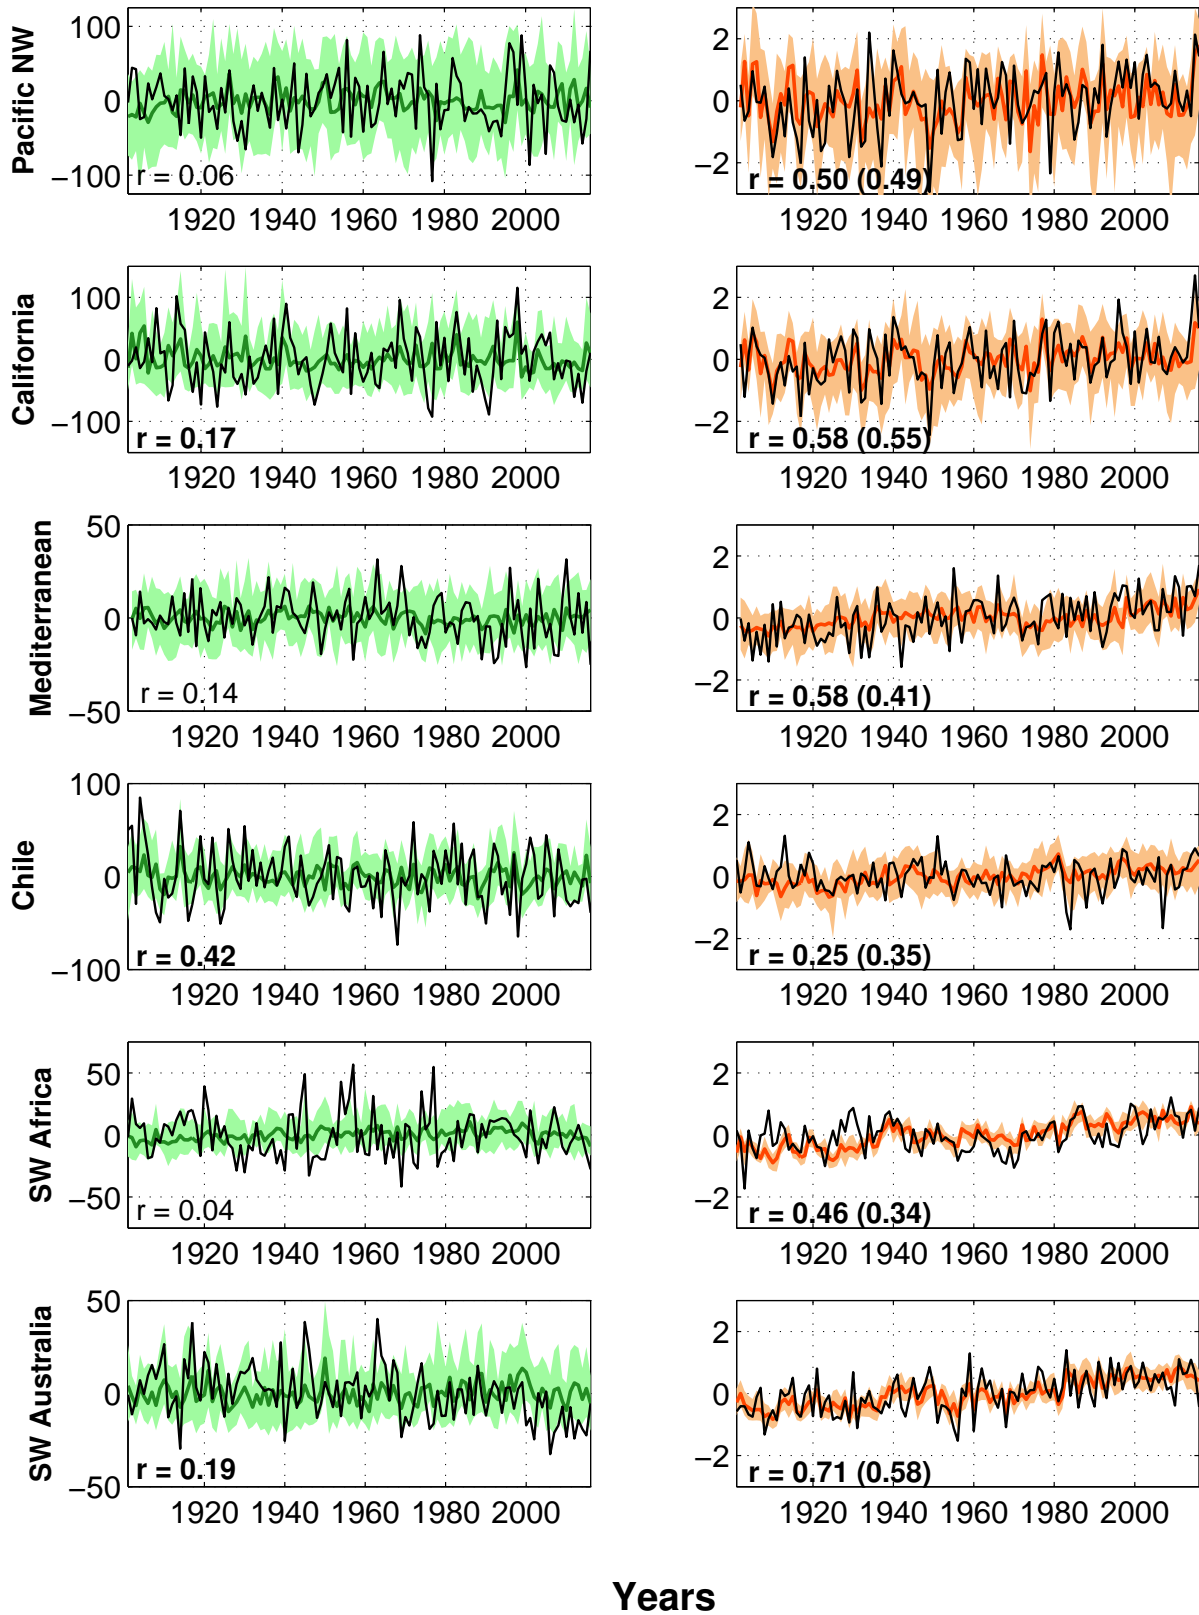 Pacific NW
100
0
−100
r = 0.06
1920 1940 1960 1980 2000
2
0
−2
r = 0.50 (0.49)
1920 1940 1960 1980 2000
California
100
0
−100
r = 0.17
1920 1940 1960 1980 2000
2
0
−2
r = 0.58 (0.55)
1920 1940 1960 1980 2000
Mediterranean
50
0
−50
r = 0.14
1920 1940 1960 1980 2000
2
0
−2
r = 0.58 (0.41)
1920 1940 1960 1980 2000
Chile
100
0
−100
r = 0.42
1920 1940 1960 1980 2000
2
0
−2
r = 0.25 (0.35)
1920 1940 1960 1980 2000
SW Africa
50
0
−50
r = 0.04
1920 1940 1960 1980 2000
2
0
−2
r = 0.46 (0.34)
1920 1940 1960 1980 2000
SW Australia
50
0
−50
r = 0.19
1920 1940 1960 1980 2000
2
0
−2
r = 0.71 (0.58)
1920 1940 1960 1980 2000
Years